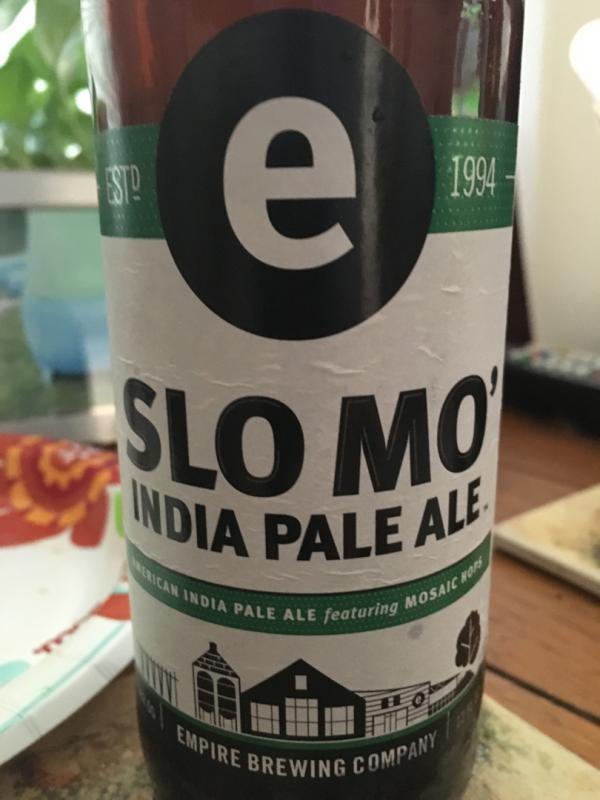 e
ESTD
1994
SLO MO'
INDIA PALE ALE
AMERICAN INDIA PALE ALE featuring MOSAIC HOPS
EMPIRE BREWING COMPANY